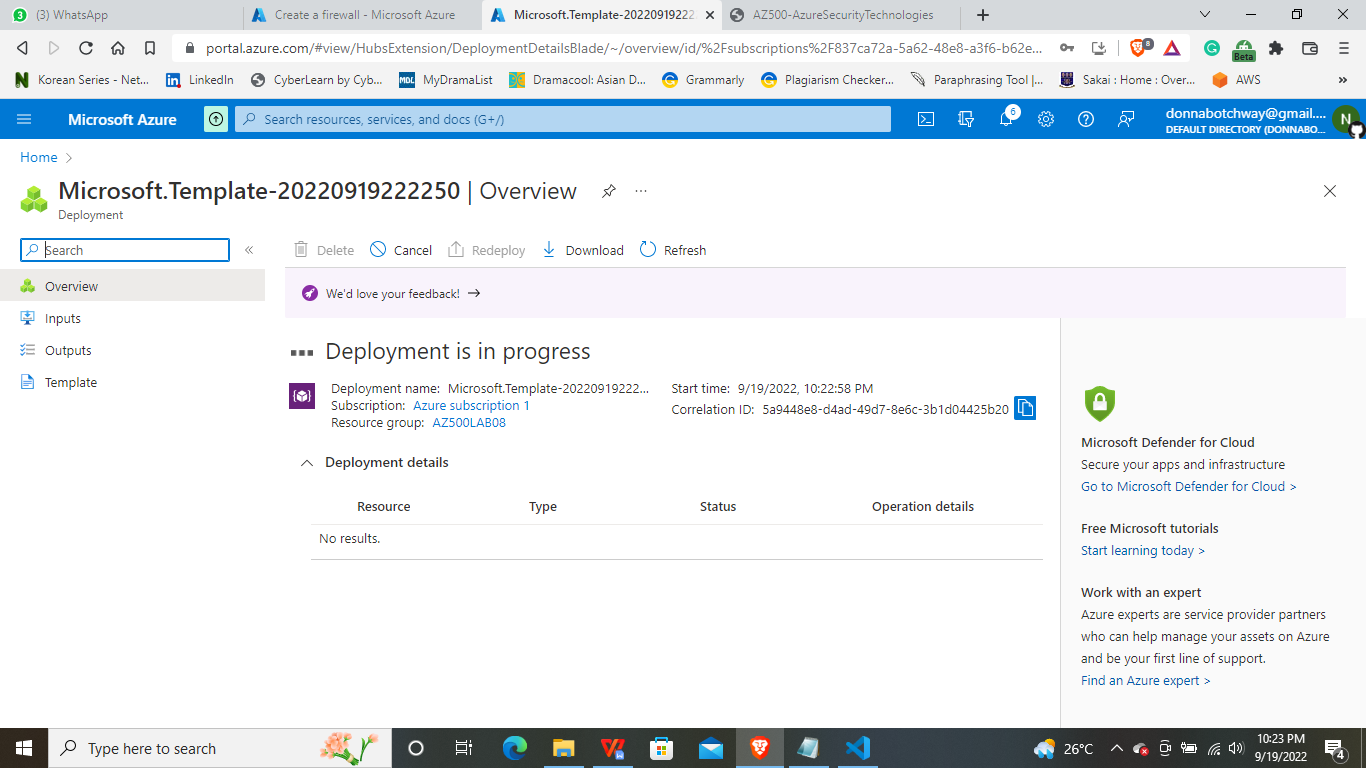 (3) WhatsApp
Create a firewall - Microsoft Azure
Microsoft.Template-2022091922
AZ500-AzureSecurityTechnologies
portal.azure.com/#view/HubsExtension/DeploymentDetailsBlade/~/overview/id/%2Fsubscriptions%2F837ca72a-5a62-48e8-a3f6-b62e...
8
Beta
Korean Series - Net...
LinkedIn
CyberLearn by Cyb...
MDL
MyDramaList
Dramacool: Asian D...
Grammarly
Plagiarism Checker...
Paraphrasing Tool |...
Sakai : Home : Over...
AWS
»
Microsoft Azure
Search resources, services, and docs (G+/)
6
donnabotchway@gmail....
DEFAULT DIRECTORY (DONNABO...
N
Home
Microsoft.Template-20220919222250 | Overview
...
Deployment
Search
«
Delete
Cancel
Redeploy
Download
Refresh
Overview
Inputs
Outputs
Template
We'd love your feedback!
Deployment is in progress
Deployment name: Microsoft.Template-20220919222...
Subscription: Azure subscription 1
Resource group: AZ500LAB08
Start time: 9/19/2022, 10:22:58 PM
Correlation ID: 5a9448e8-d4ad-49d7-8e6c-3b1d04425b20
Deployment details
Resource Type Status Operation details
No results.
Microsoft Defender for Cloud
Secure your apps and infrastructure
Go to Microsoft Defender for Cloud >
Free Microsoft tutorials
Start learning today >
Work with an expert
Azure experts are service provider partners
who can help manage your assets on Azure
and be your first line of support.
Find an Azure expert >
Type here to search
26°C
10:23 PM
9/19/2022
4